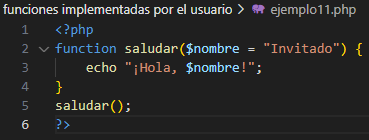 funciones implementadas por el usuario > ejemplo11.php
1 <?php
2 function saludar($nombre = "Invitado") {
3     echo "¡Hola, $nombre!";
4 }
5 saludar();
6 ?>